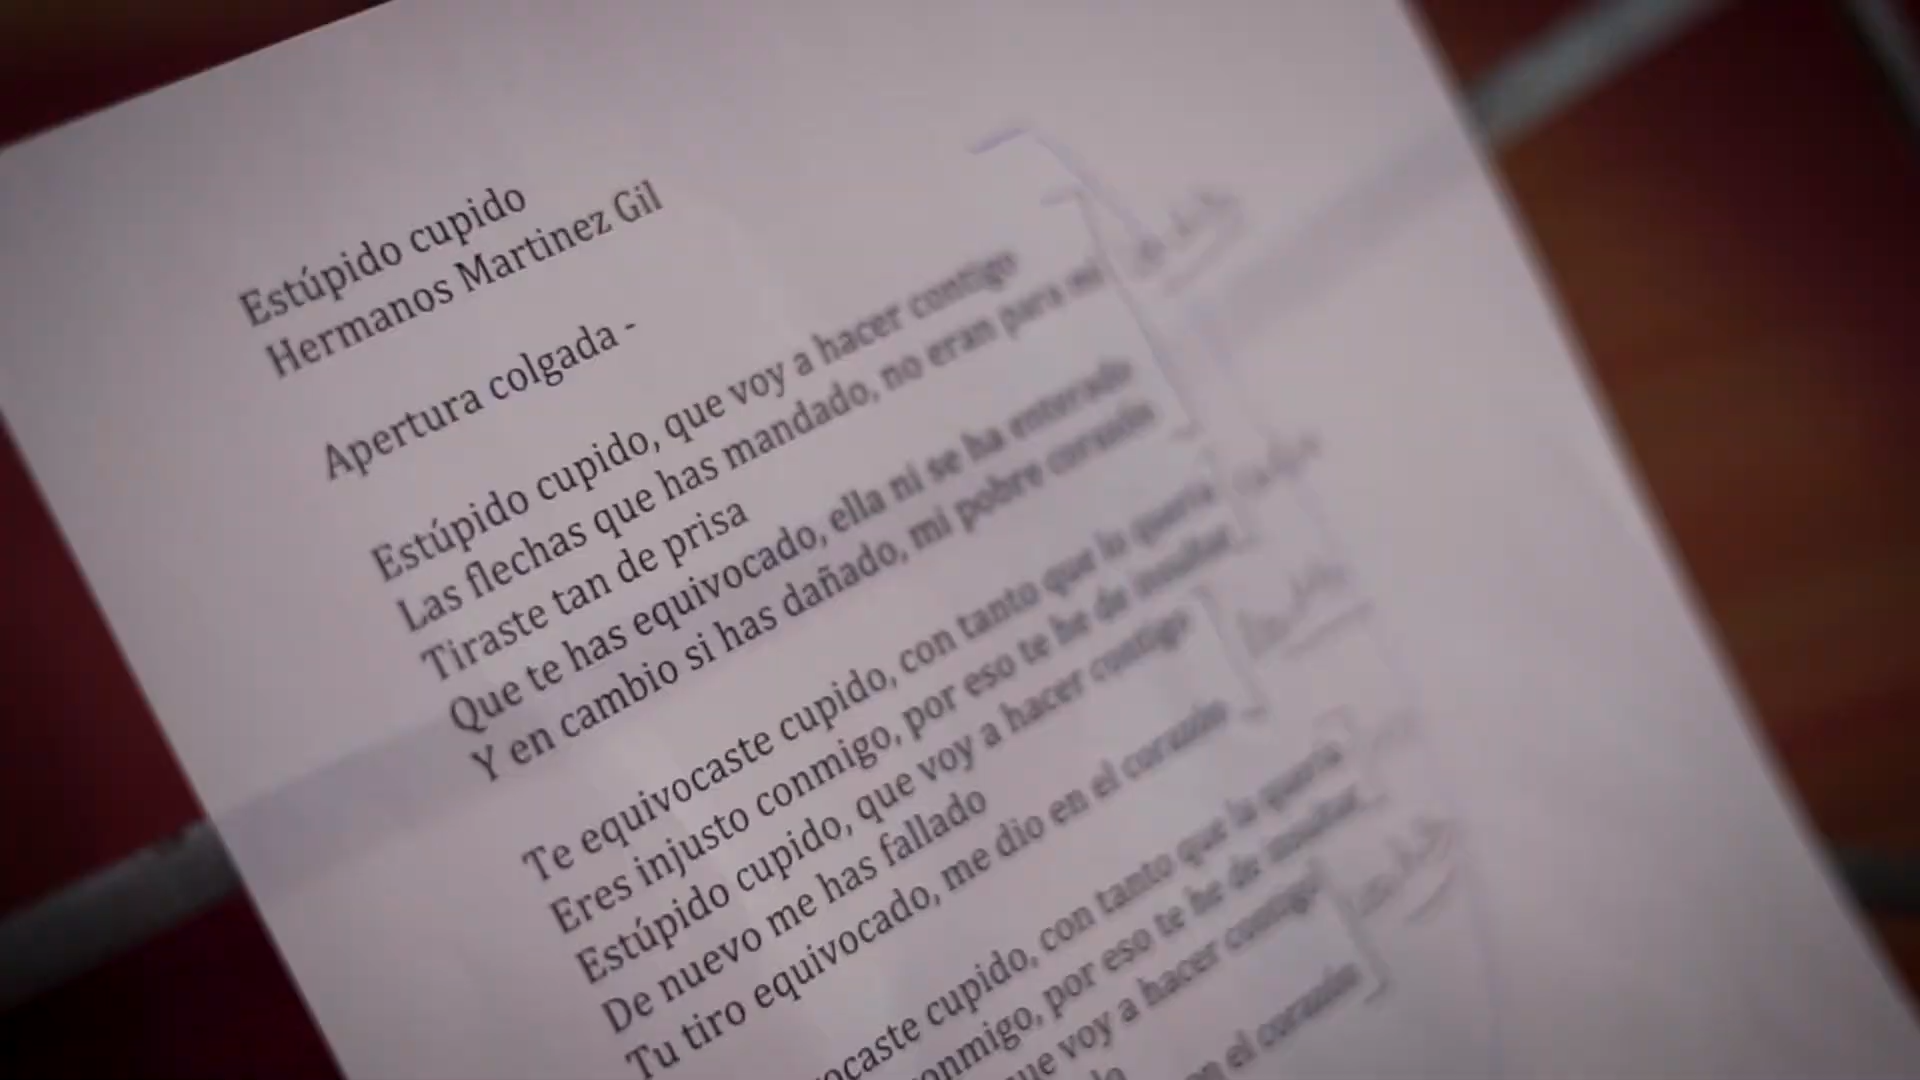 Estúpido cupido
Hermanos Martinez Gil
Apertura colgada -
Estúpido cupido, que voy a hacer contigo
Las flechas que has mandado, no eran para mi
Tiraste tan de prisa
Que te has equivocado, ella ni se ha enterado
Y en cambio si has dañado, mi pobre corazón
Te equivocaste cupido, con tanto que la quería
Eres injusto conmigo, por eso te he de insultar
Estúpido cupido, que voy a hacer contigo
De nuevo me has fallado
Tu tiro equivocado, me dio en el corazón
ocaste cupido, con tanto que la quería
onmigo, por eso te he de insultar
que voy a hacer contigo
en el corazón